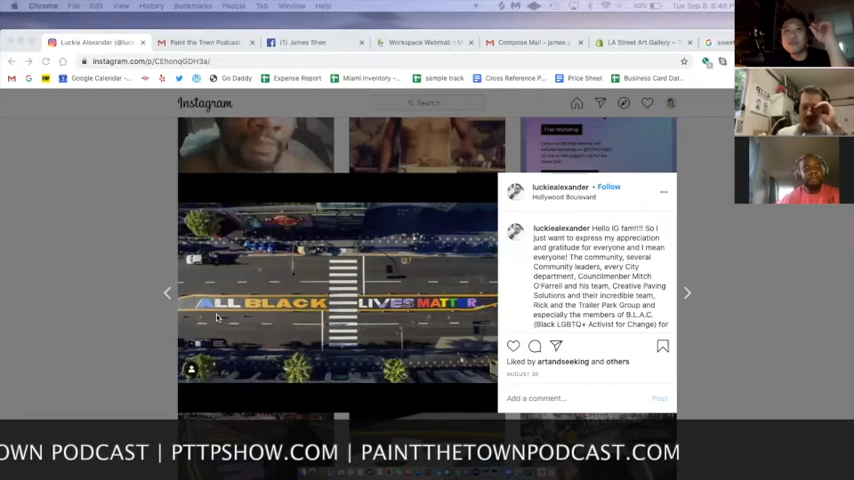 Chrome File Edit View History Bookmarks People Tab Window Help
40% Tue Sep 8
Luckie Alexander (@luc
Paint the Town Podcast
(1) James Shen
Workspace Webmail
Compose Mail - james
LA Street Art Gallery
instagram.com/p/CEhonqGDH3a/
Google Calendar
Go Daddy
Expense Report
Miami Inventory
sample track
Cross Reference P
Price Sheet
Business Card Dat
Instagram
Search
Free Workshop
luckiealexander • Follow
Hollywood Boulevard
ALL BLACK LIVES MATTER
luckiealexander Hello IG fam!!!! So I
just want to express my appreciation
and gratitude for everyone and I mean
everyone! The community, several
Community leaders, every City
department, Councilmember Mitch
O'Farrell and his team, Creative Paving
Solutions and their incredible team,
Rick and the Trailer Park Group and
especially the members of B.L.A.C.
(Black LGBTQ+ Activist for Change) for
Liked by artandseeking and others
AUGUST 30
Add a comment...
Post
OWN PODCAST | PTTPSHOW.COM | PAINTTHETOWNPODCAST.COM